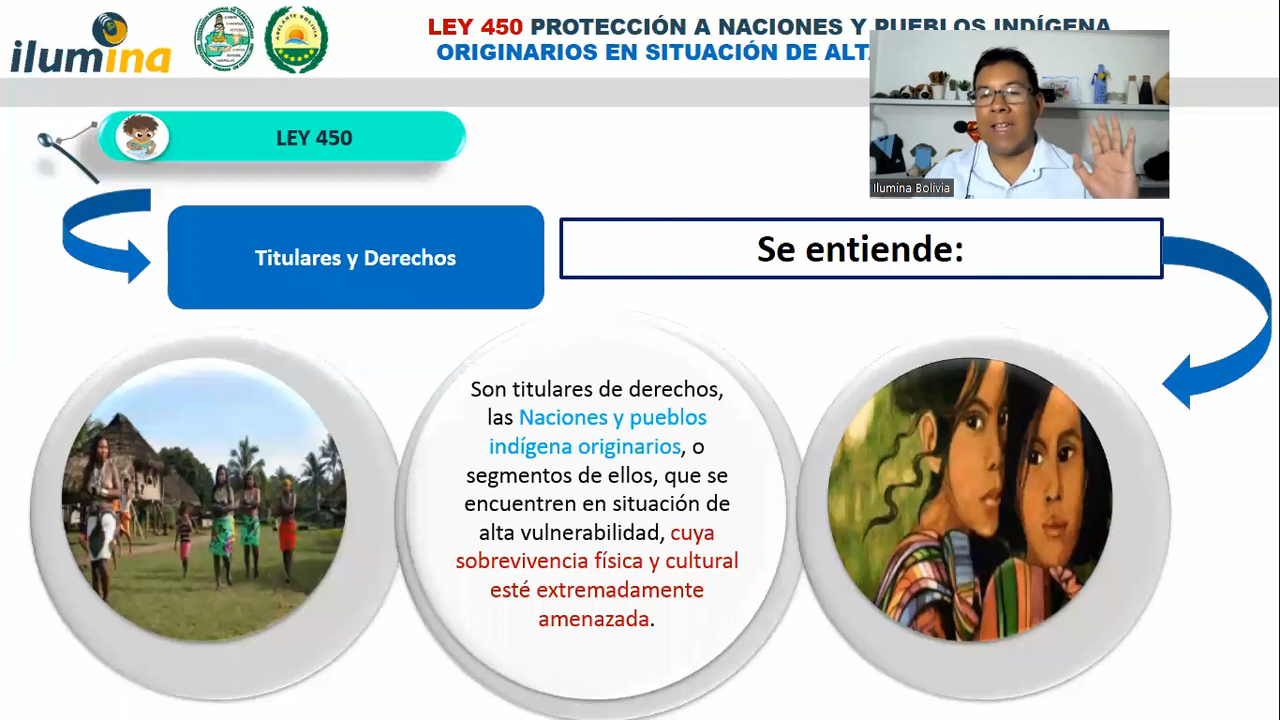 ilumina
LEY 450 PROTECCIÓN A NACIONES Y PUEBLOS INDÍGENA
ORIGINARIOS EN SITUACIÓN DE ALTA
Ilumina Bolivia
LEY 450
Titulares y Derechos
Se entiende:
Son titulares de derechos,
las Naciones y pueblos
indígena originarios, o
segmentos de ellos, que se
encuentren en situación de
alta vulnerabilidad, cuya
sobrevivencia física y cultural
esté extremadamente
amenazada.